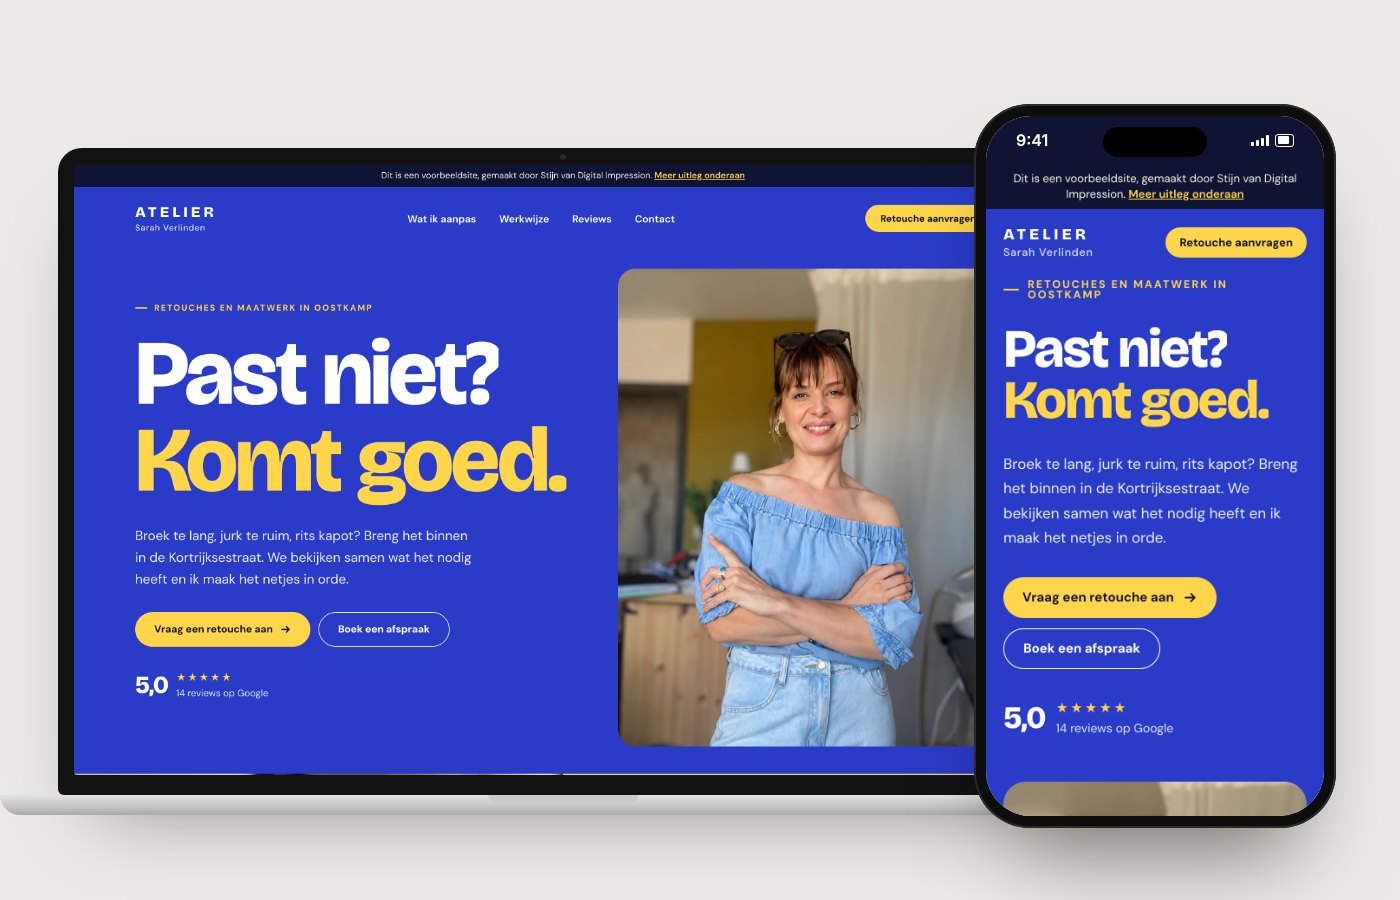 Dit is een voorbeeldsite, gemaakt door Stijn van Digital Impression. Meer uitleg onderaan
ATELIER
Sarah Verlinden
Wat ik aanpas
Werkwijze
Reviews
Contact
Retouche aanvragen
RETOUCHES EN MAATWERK IN OOSTKAMP
Past niet?
Komt goed.
Broek te lang, jurk te ruim, rits kapot? Breng het binnen
in de Kortrijksestraat. We bekijken samen wat het nodig
heeft en ik maak het netjes in orde.
Vraag een retouche aan →
Boek een afspraak
5,0 ★★★★★
14 reviews op Google
9:41
Dit is een voorbeeldsite, gemaakt door Stijn van Digital
Impression. Meer uitleg onderaan
ATELIER
Sarah Verlinden
Retouche aanvragen
RETOUCHES EN MAATWERK IN
OOSTKAMP
Past niet?
Komt goed.
Broek te lang, jurk te ruim, rits kapot? Breng
het binnen in de Kortrijksestraat. We
bekijken samen wat het nodig heeft en ik
maak het netjes in orde.
Vraag een retouche aan →
Boek een afspraak
5,0 ★★★★★
14 reviews op Google